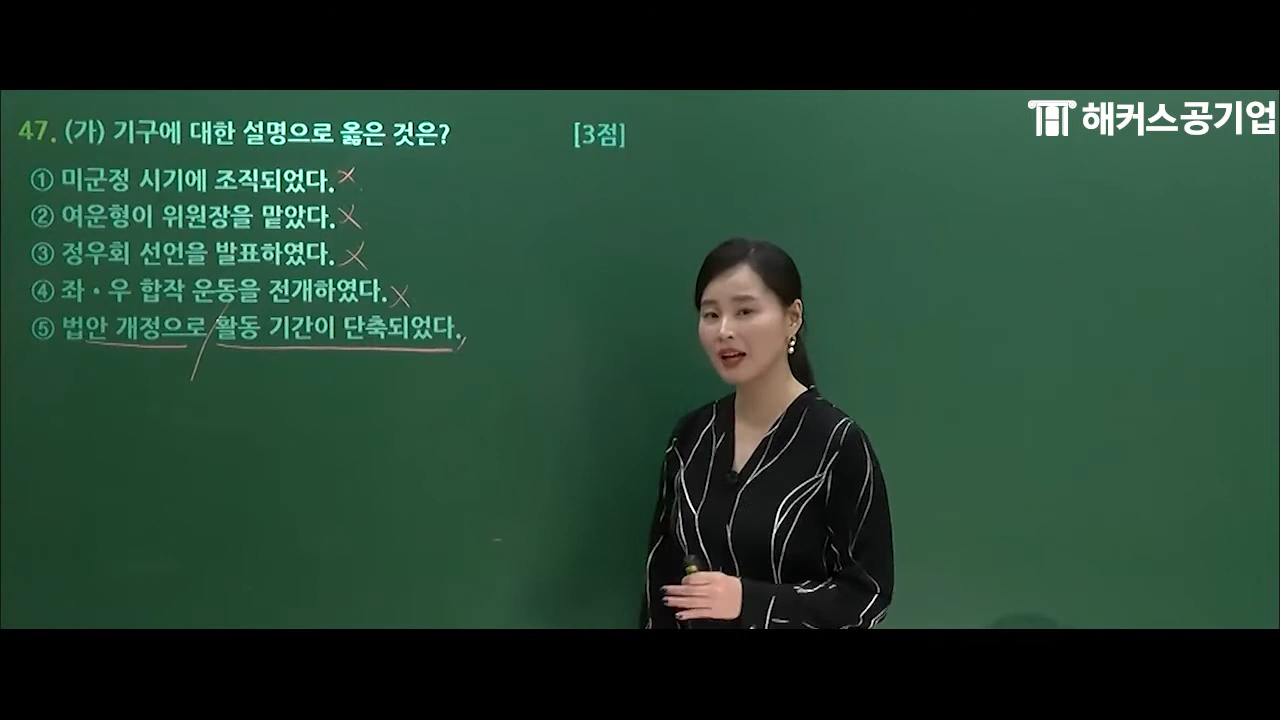 해커스공기업
47. (가) 기구에 대한 설명으로 옳은 것은? [3점]
① 미군정 시기에 조직되었다.
② 여운형이 위원장을 맡았다.
③ 정우회 선언을 발표하였다.
④ 좌·우 합작 운동을 전개하였다.
⑤ 법안 개정으로 활동 기간이 단축되었다.